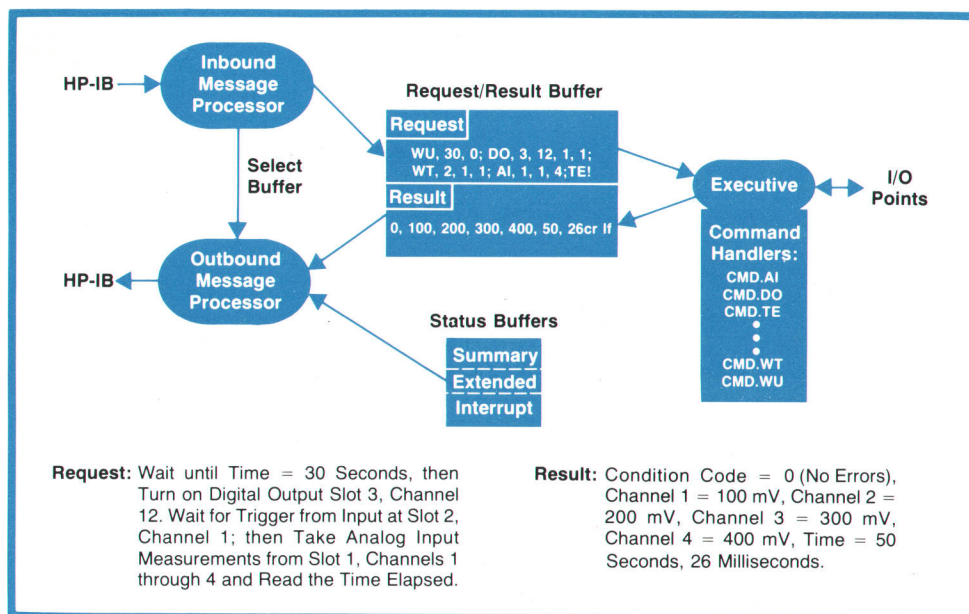 Inbound
Message
Processor
HP-IB
Request/Result Buffer
Request
WU, 30, 0; DO, 3, 12, 1, 1;
WT, 2, 1, 1; AI, 1, 1, 4;TE!
Result
0, 100, 200, 300, 400, 50, 26cr lf
Select
Buffer
Executive
I/O
Points
Command
Handlers:
CMD.AI
CMD.DO
CMD.TE
CMD.WT
CMD.WU
Outbound
Message
Processor
HP-IB
Status Buffers
Summary
Extended
Interrupt
Request: Wait until Time = 30 Seconds, then
Turn on Digital Output Slot 3, Channel
12. Wait for Trigger from Input at Slot 2,
Channel 1; then Take Analog Input
Measurements from Slot 1, Channels 1
through 4 and Read the Time Elapsed.
Result: Condition Code = 0 (No Errors),
Channel 1 = 100 mV, Channel 2 =
200 mV, Channel 3 = 300 mV,
Channel 4 = 400 mV, Time = 50
Seconds, 26 Milliseconds.